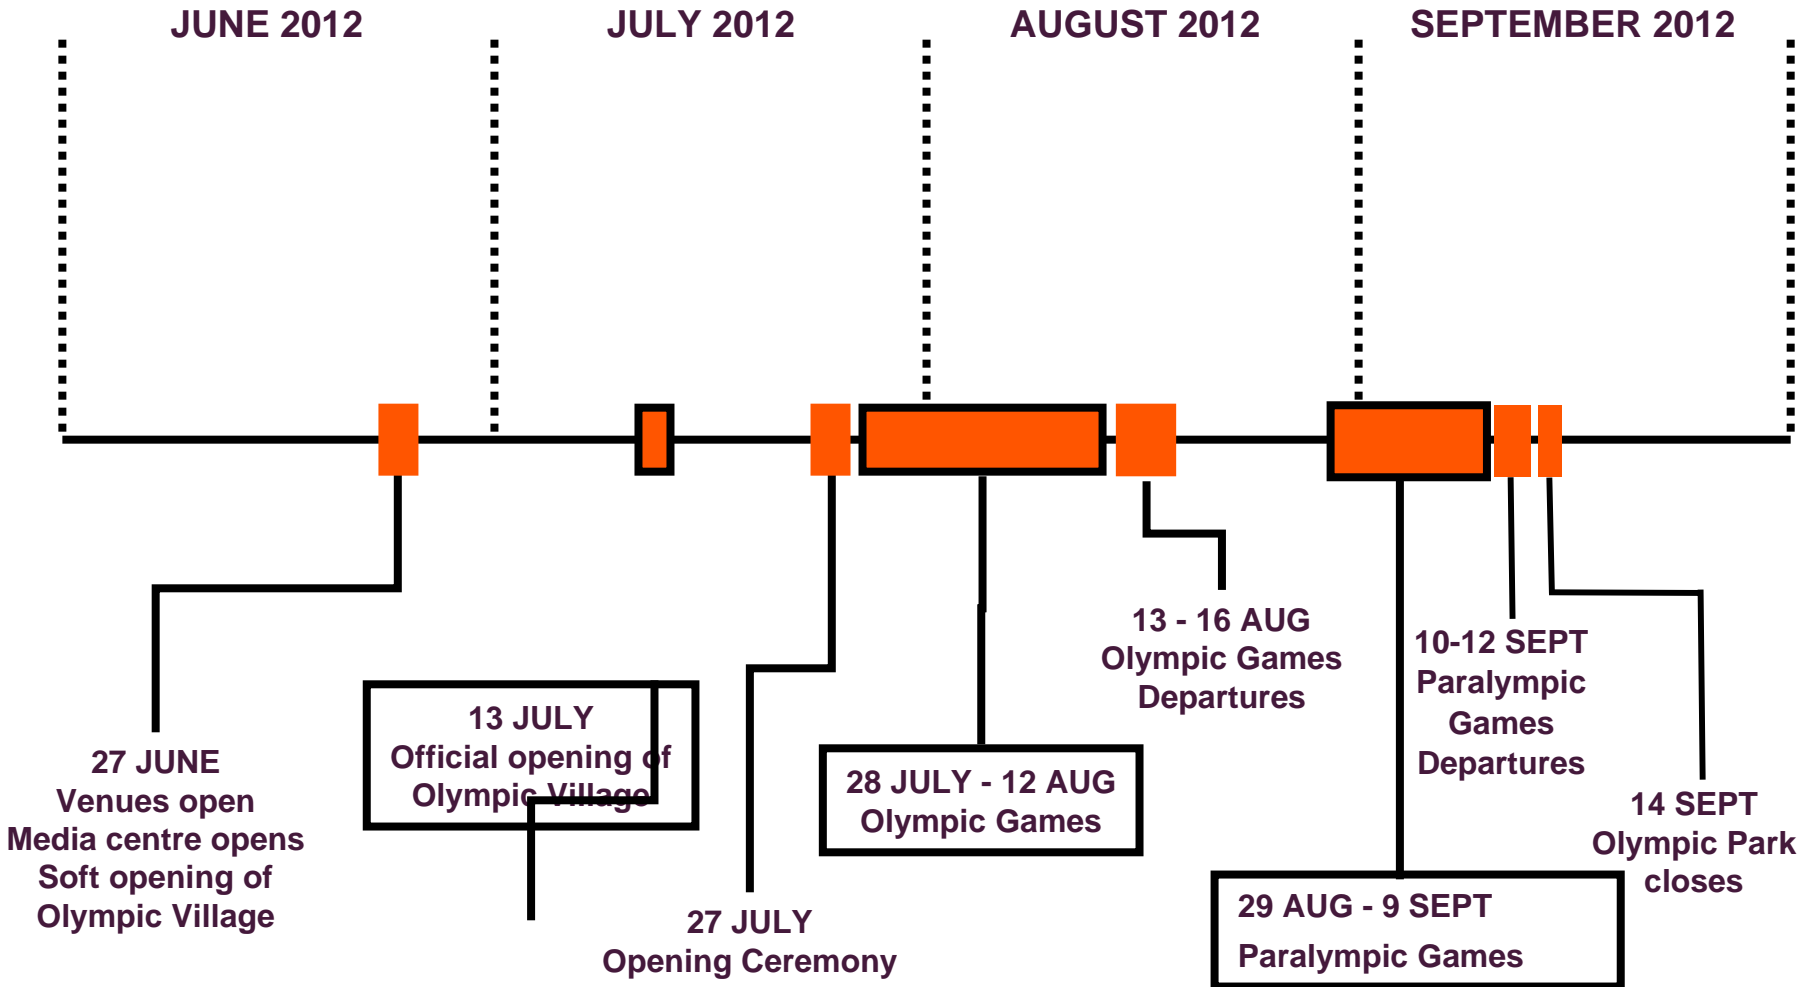 JUNE 2012
JULY 2012
AUGUST 2012
SEPTEMBER 2012
27 JUNE
Venues open
Media centre opens
Soft opening of
Olympic Village
13 JULY
Official opening of
Olympic Village
27 JULY
Opening Ceremony
28 JULY - 12 AUG
Olympic Games
13 - 16 AUG
Olympic Games
Departures
29 AUG - 9 SEPT
Paralympic Games
10-12 SEPT
Paralympic
Games
Departures
14 SEPT
Olympic Park
closes